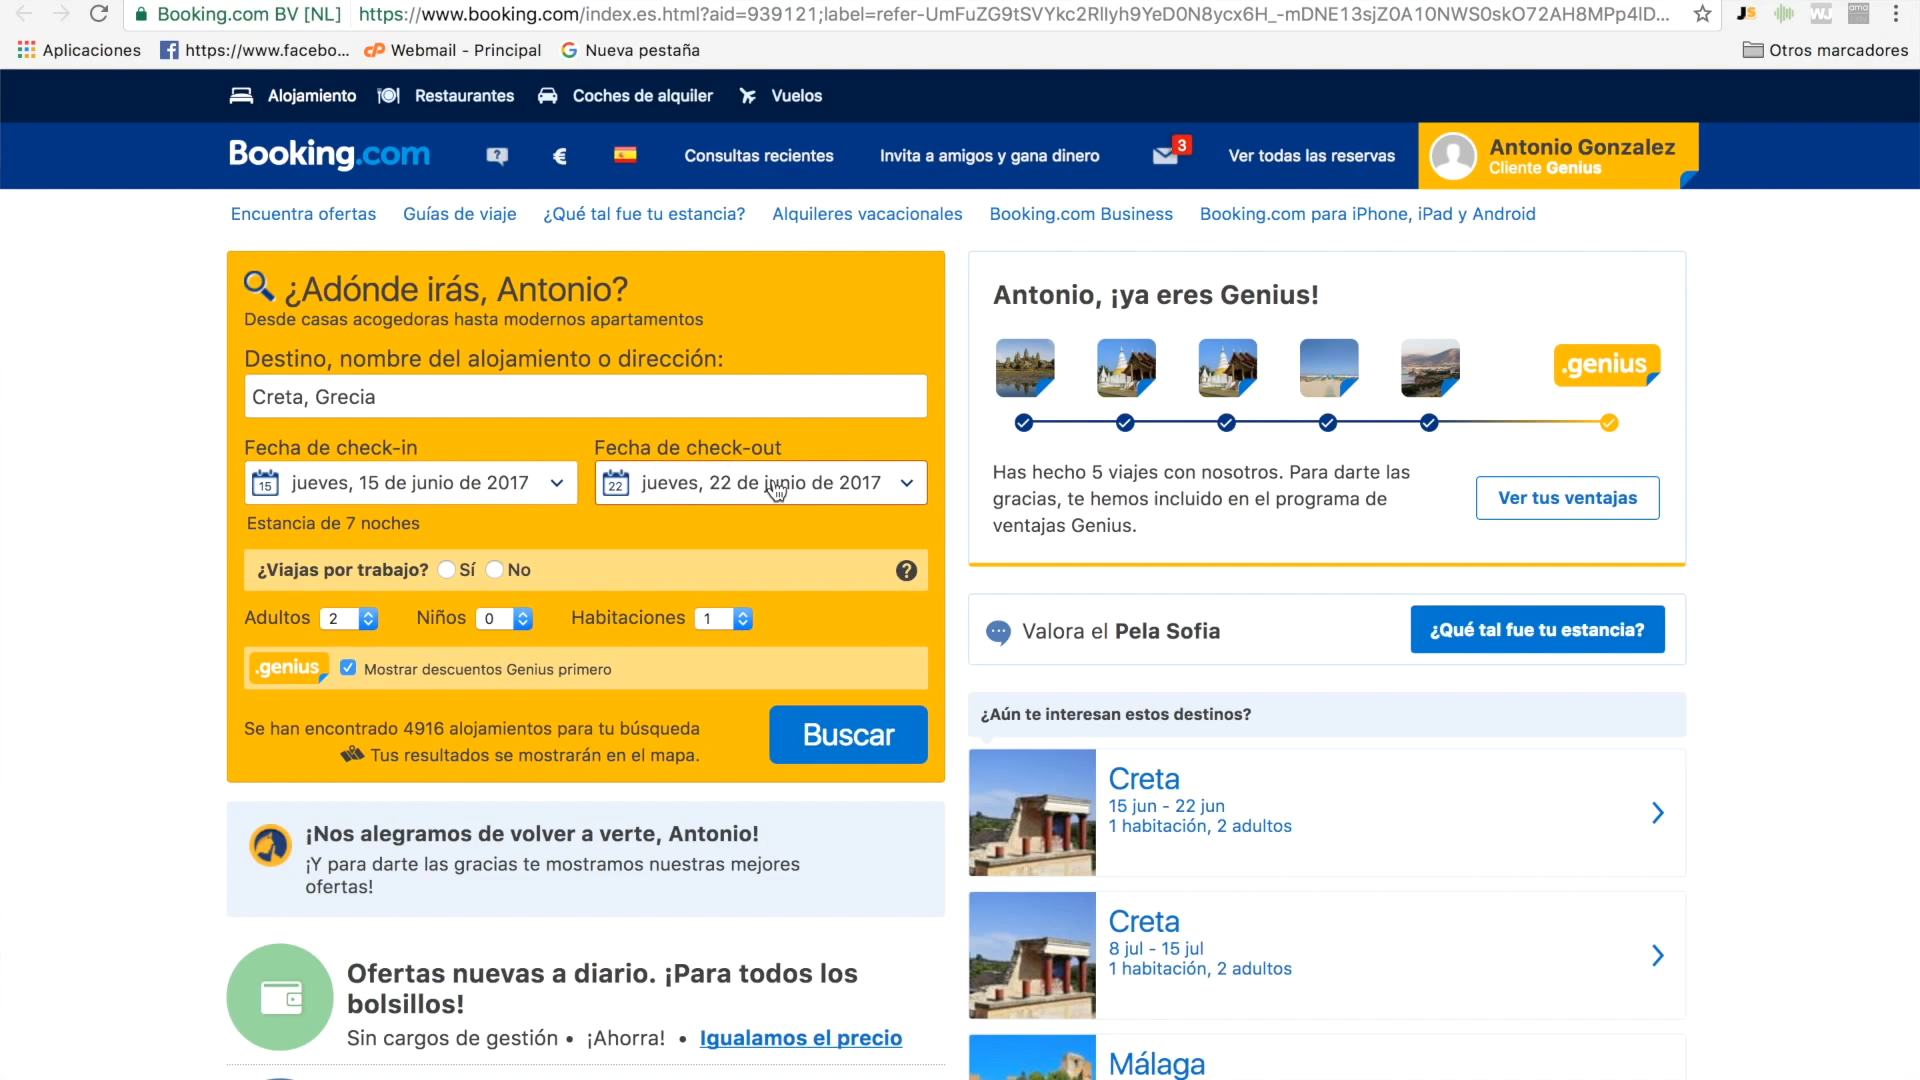 Booking.com BV [NL]
https://www.booking.com/index.es.html?aid=939121;label=refer-
Aplicaciones
https://www.facebo...
Webmail - Principal
Nueva pestaña
Otros marcadores
Alojamiento
Restaurantes
Coches de alquiler
Vuelos
Booking.com
€
3
Consultas recientes
Invita a amigos y gana dinero
Ver todas las reservas
Antonio Gonzalez
Cliente Genius
Encuentra ofertas
Guías de viaje
¿Qué tal fue tu estancia?
Alquileres vacacionales
Booking.com Business
Booking.com para iPhone, iPad y Android
¿Adónde irás, Antonio?
Desde casas acogedoras hasta modernos apartamentos
Destino, nombre del alojamiento o dirección:
Creta, Grecia
Fecha de check-in
Fecha de check-out
15 jueves, 15 de junio de 2017
22 jueves, 22 de junio de 2017
Estancia de 7 noches
¿Viajas por trabajo? Sí No
?
Adultos 2
Niños 0
Habitaciones 1
.genius Mostrar descuentos Genius primero
Se han encontrado 4916 alojamientos para tu búsqueda
Tus resultados se mostrarán en el mapa.
Buscar
¡Nos alegramos de volver a verte, Antonio!
¡Y para darte las gracias te mostramos nuestras mejores
ofertas!
Ofertas nuevas a diario. ¡Para todos los
bolsillos!
Sin cargos de gestión • ¡Ahorra! • Igualamos el precio
Antonio, ¡ya eres Genius!
.genius
Has hecho 5 viajes con nosotros. Para darte las
gracias, te hemos incluido en el programa de
ventajas Genius.
Ver tus ventajas
Valora el Pela Sofia
¿Qué tal fue tu estancia?
¿Aún te interesan estos destinos?
Creta
15 jun - 22 jun
1 habitación, 2 adultos
Creta
8 jul - 15 jul
1 habitación, 2 adultos
Málaga